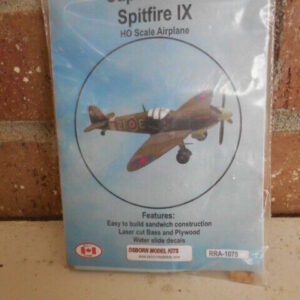 Spitfire IX
HO Scale Airplane
Features:
Easy to build sandwich construction
Laser cut Bass and Plywood
Water slide decals
OSBORN MODEL KITS
RRA-1075